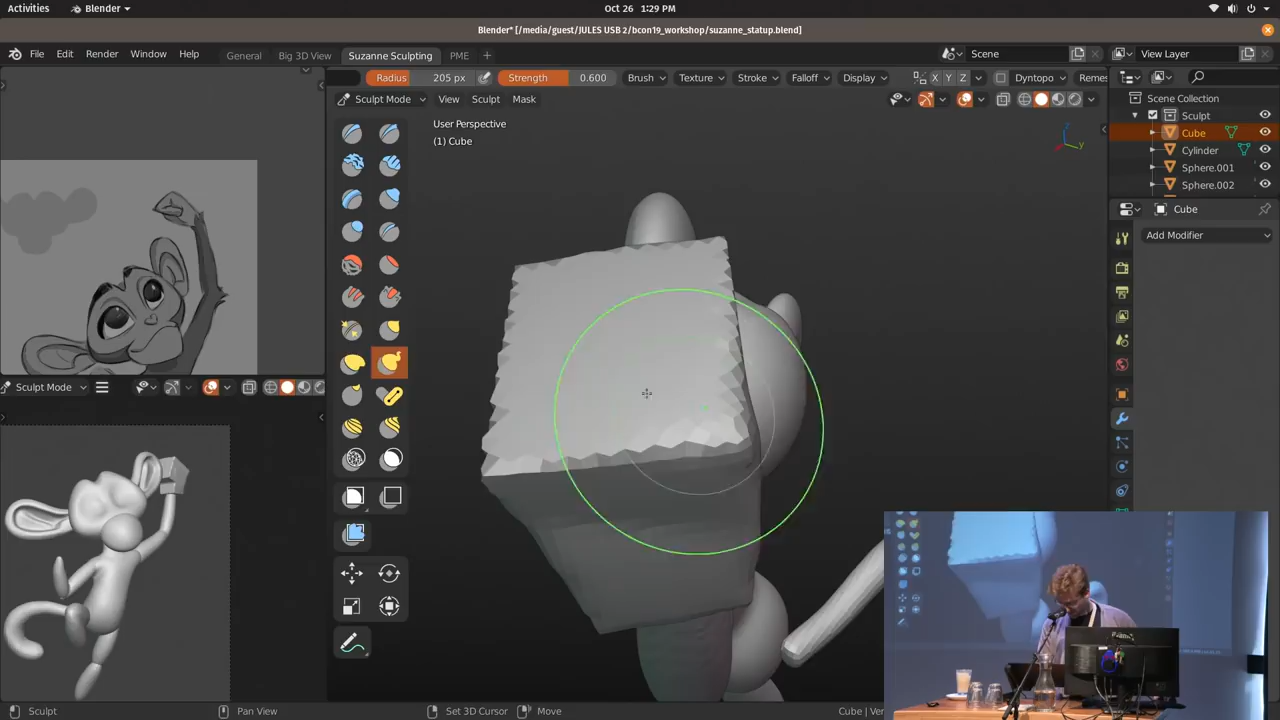 Activities
Blender
Oct 26 1:29 PM
Blender* [/media/guest/JULES USB 2/bcon19_workshop/suzanne_statup.blend]
File Edit Render Window Help
General Big 3D View Suzanne Sculpting PME +
Scene
View Layer
Radius 205 px
Strength 0.600
Brush Texture Stroke Falloff Display
X Y Z
Dyntopo
Remes
Sculpt Mode View Sculpt Mask
User Perspective
(1) Cube
Scene Collection
Sculpt
Cube
Cylinder
Sphere.001
Sphere.002
Cube
Add Modifier
Sculpt Mode
Sculpt
Pan View
Set 3D Cursor
Move
Cube | Ver